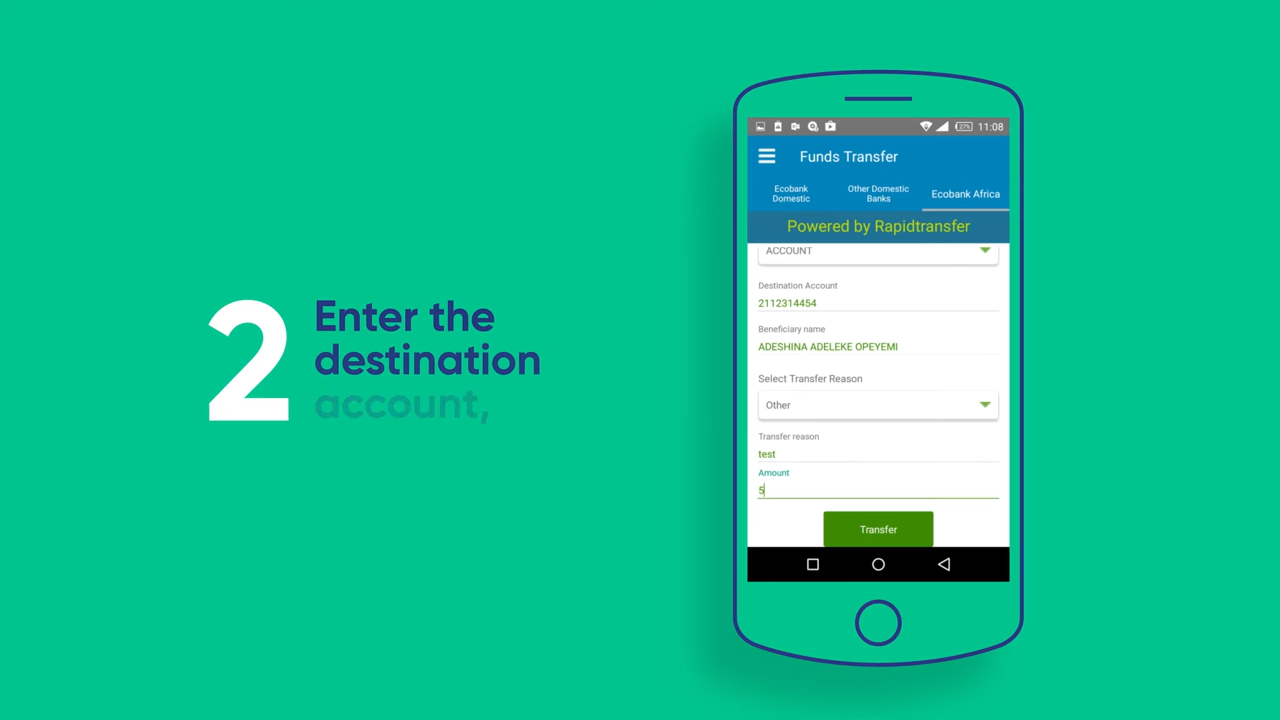 2
Enter the
destination
account,
27%
11:08
Funds Transfer
Ecobank
Domestic
Other Domestic
Banks
Ecobank Africa
Powered by Rapidtransfer
ACCOUNT
Destination Account
2112314454
Beneficiary name
ADESHINA ADELEKE OPEYEMI
Select Transfer Reason
Other
Transfer reason
test
Amount
5
Transfer